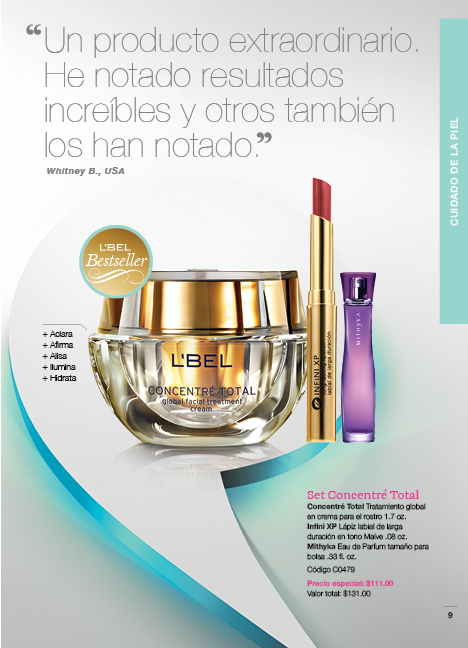 “Un producto extraordinario.
He notado resultados
increíbles y otros también
los han notado.”
Whitney B., USA
CUIDADO DE LA PIEL
L'BEL
Bestseller
+ Aclara
+ Afirma
+ Alisa
+ Ilumina
+ Hidrata
L'BEL
CONCENTRÉ TOTAL
global facial treatment
cream
INFINI XP
labial de larga duración
MITHYKA
Set Concentré Total
Concentré Total Tratamiento global
en crema para el rostro 1.7 oz.
Infini XP Lápiz labial de larga
duración en tono Malve .08 oz.
Mithyka Eau de Parfum tamaño para
bolsa .33 fl. oz.
Código C0479
Precio especial: $111.00
Valor total: $131.00
9